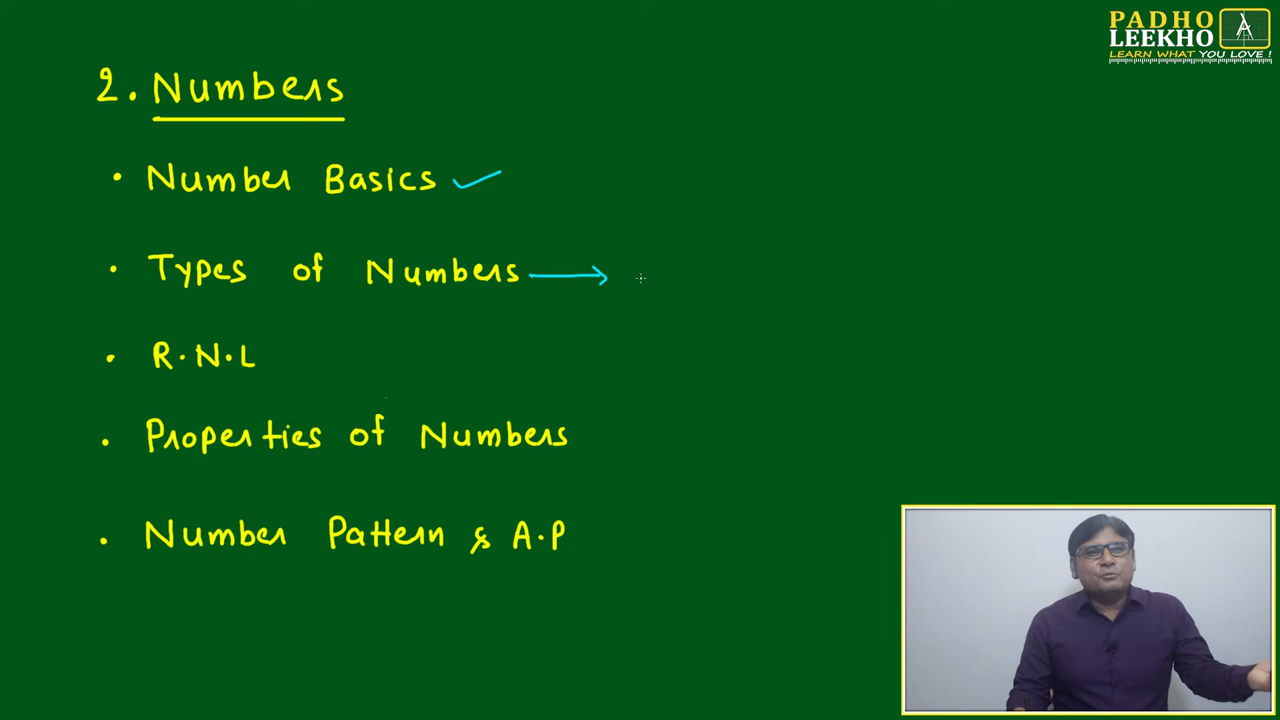 PADHO
LEEKHO
LEARN WHAT YOU LOVE !
2. Numbers
• Number Basics ✓
• Types of Numbers →
• R.N.L
• Properties of Numbers
• Number Pattern & A.P